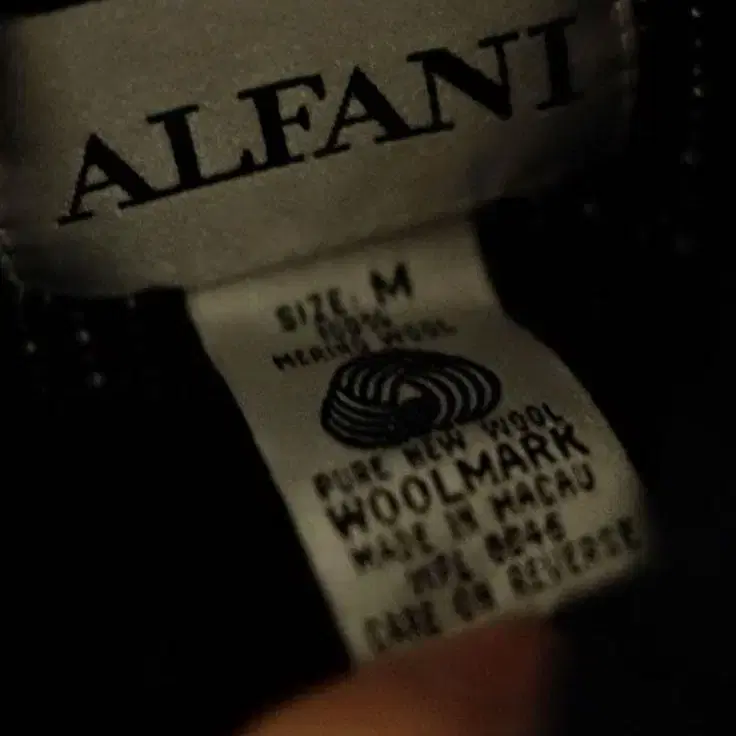 ALFANI
SIZE: M
100%
MERINO WOOL
PURE NEW WOOL
WOOLMARK
MADE IN MACAU
CARE ON REVERSE